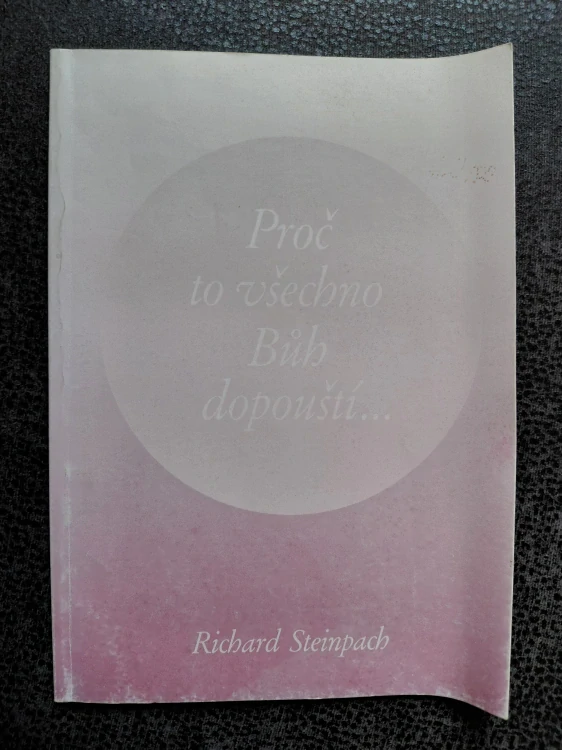 Proč
to všechno
Bůh
dopouští...
Richard Steinpach